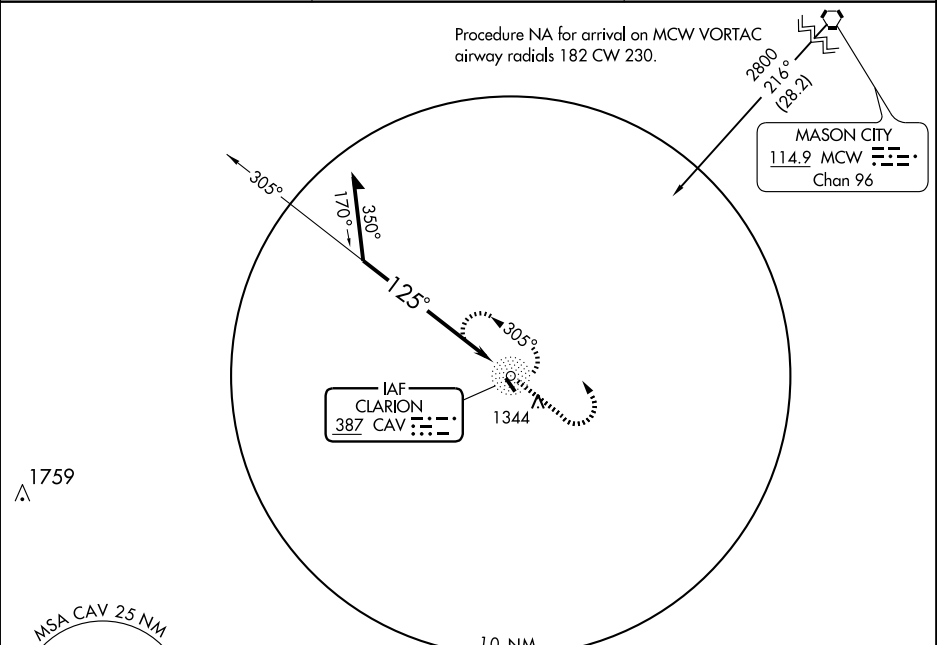 Procedure NA for arrival on MCW VORTAC
airway radials 182 CW 230.
2800
216°
(28.2)
MASON CITY
114.9 MCW
Chan 96
305°
170°
350°
125°
305°
IAF
CLARION
387 CAV
1344
1759
MSA CAV 25 NM
10 NM